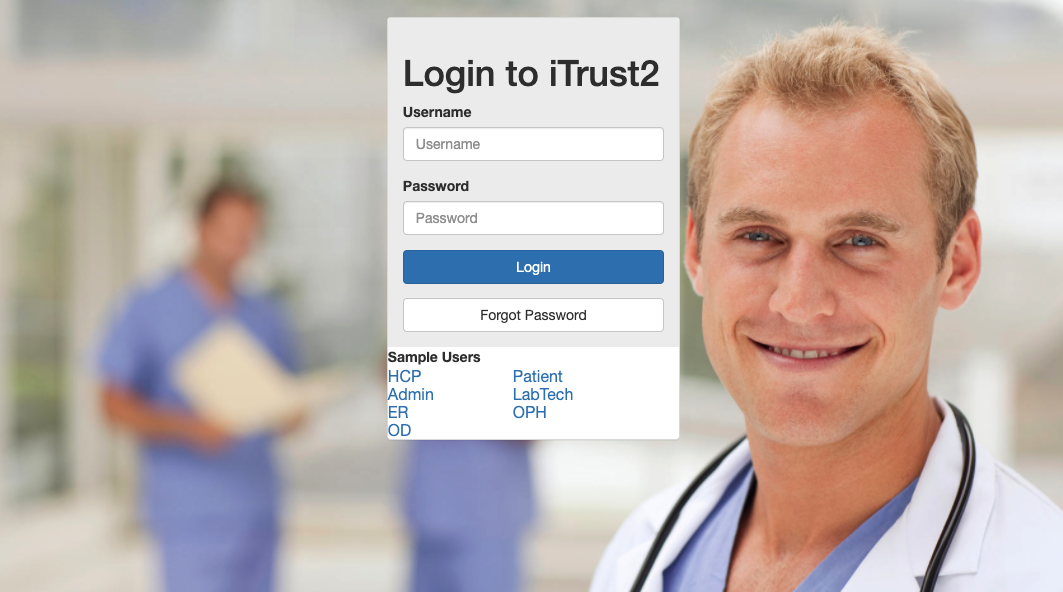 Login to iTrust2
Username
Username
Password
Password
Login
Forgot Password
Sample Users
HCP Patient
Admin LabTech
ER OPH
OD